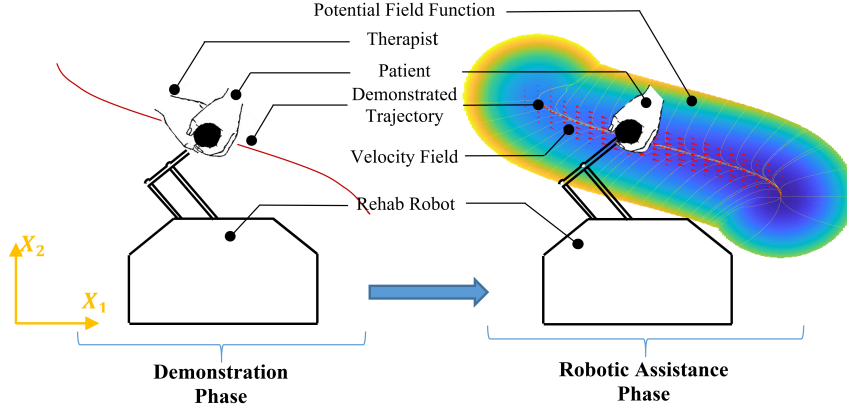 Potential Field Function
Therapist
Patient
Demonstrated
Trajectory
Velocity Field
Rehab Robot
X₂
X₁
Demonstration
Phase
Robotic Assistance
Phase